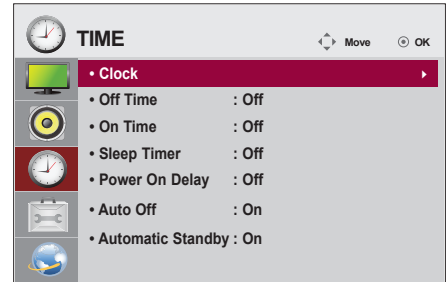 TIME Move OK
• Clock
• Off Time : Off
• On Time : Off
• Sleep Timer : Off
• Power On Delay : Off
• Auto Off : On
• Automatic Standby : On